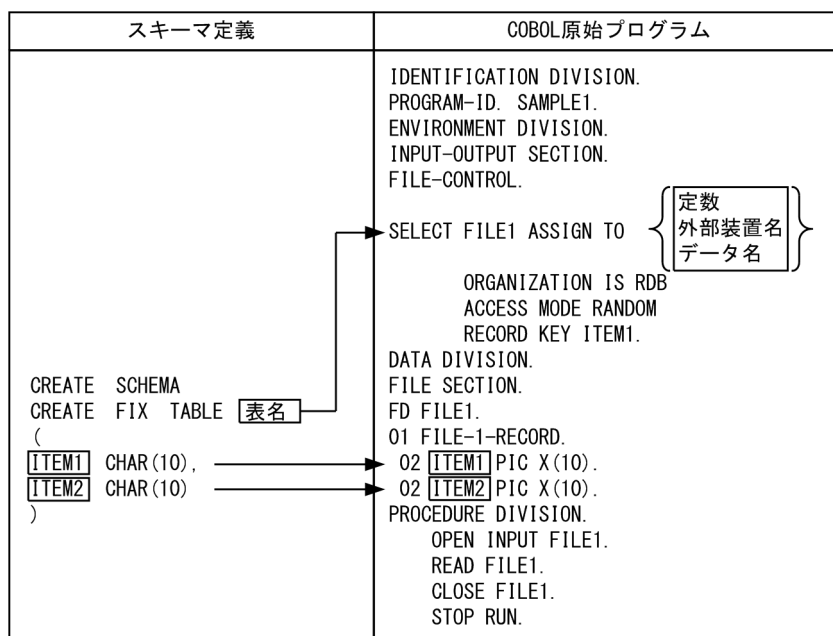 スキーマ定義
COBOL原始プログラム
IDENTIFICATION DIVISION.
PROGRAM-ID. SAMPLE1.
ENVIRONMENT DIVISION.
INPUT-OUTPUT SECTION.
FILE-CONTROL.
定数
SELECT FILE1 ASSIGN TO 外部装置名
データ名
ORGANIZATION IS RDB
ACCESS MODE RANDOM
RECORD KEY ITEM1.
DATA DIVISION.
CREATE SCHEMA
FILE SECTION.
CREATE FIX TABLE 表名
FD FILE1.
(
01 FILE-1-RECORD.
ITEM1 CHAR(10),
02 ITEM1 PIC X(10).
ITEM2 CHAR(10)
02 ITEM2 PIC X(10).
)
PROCEDURE DIVISION.
OPEN INPUT FILE1.
READ FILE1.
CLOSE FILE1.
STOP RUN.